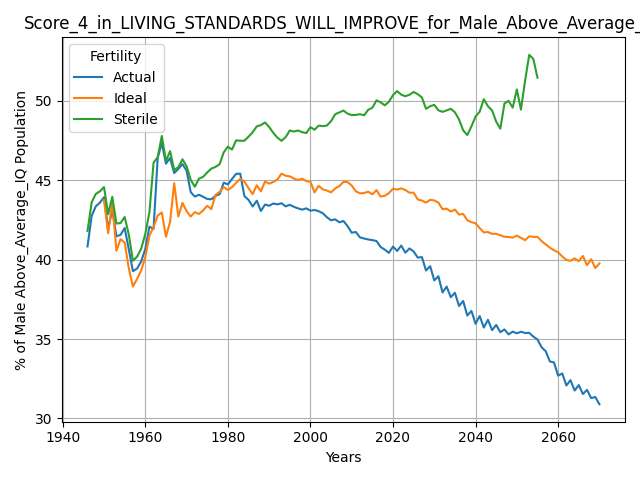 Score_4_in_LIVING_STANDARDS_WILL_IMPROVE_for_Male_Above_Average_
Fertility
Actual
Ideal
Sterile
% of Male Above_Average_IQ Population
50
45
40
35
30
1940
1960
1980
2000
2020
2040
2060
Years